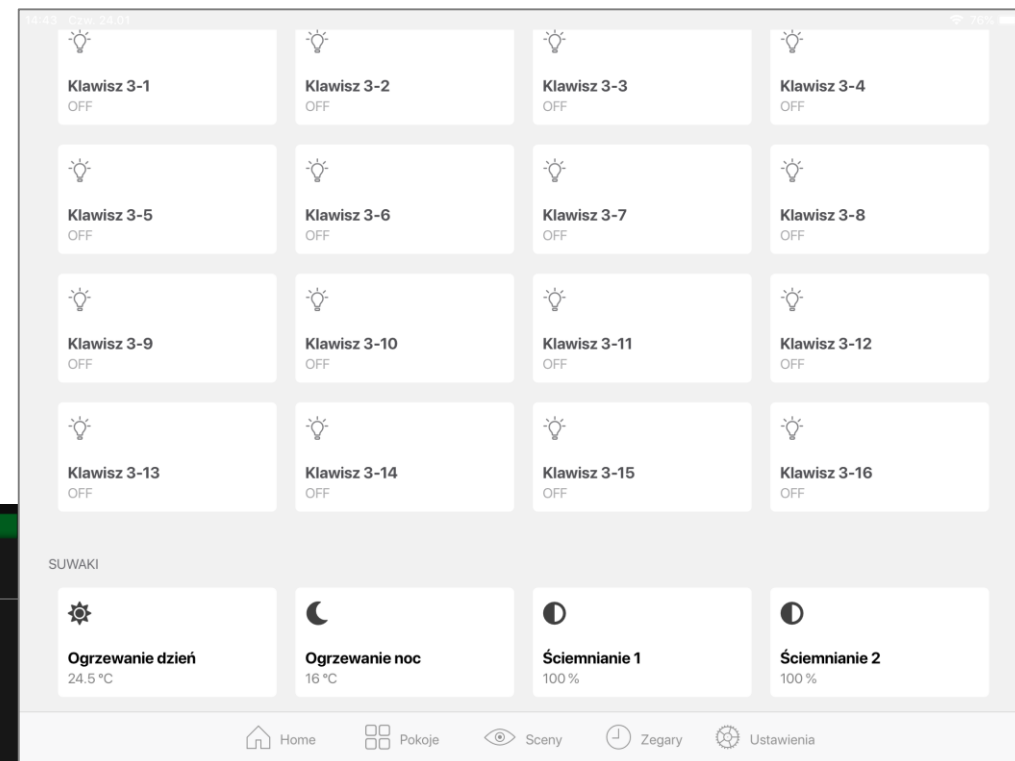 14:43 Czw. 24.01 76%
Klawisz 3-1 Klawisz 3-2 Klawisz 3-3 Klawisz 3-4
OFF OFF OFF OFF
Klawisz 3-5 Klawisz 3-6 Klawisz 3-7 Klawisz 3-8
OFF OFF OFF OFF
Klawisz 3-9 Klawisz 3-10 Klawisz 3-11 Klawisz 3-12
OFF OFF OFF OFF
Klawisz 3-13 Klawisz 3-14 Klawisz 3-15 Klawisz 3-16
OFF OFF OFF OFF
SUWAKI
Ogrzewanie dzień Ogrzewanie noc Ściemnianie 1 Ściemnianie 2
24.5 °C 16 °C 100 % 100 %
Home Pokoje Sceny Zegary Ustawienia